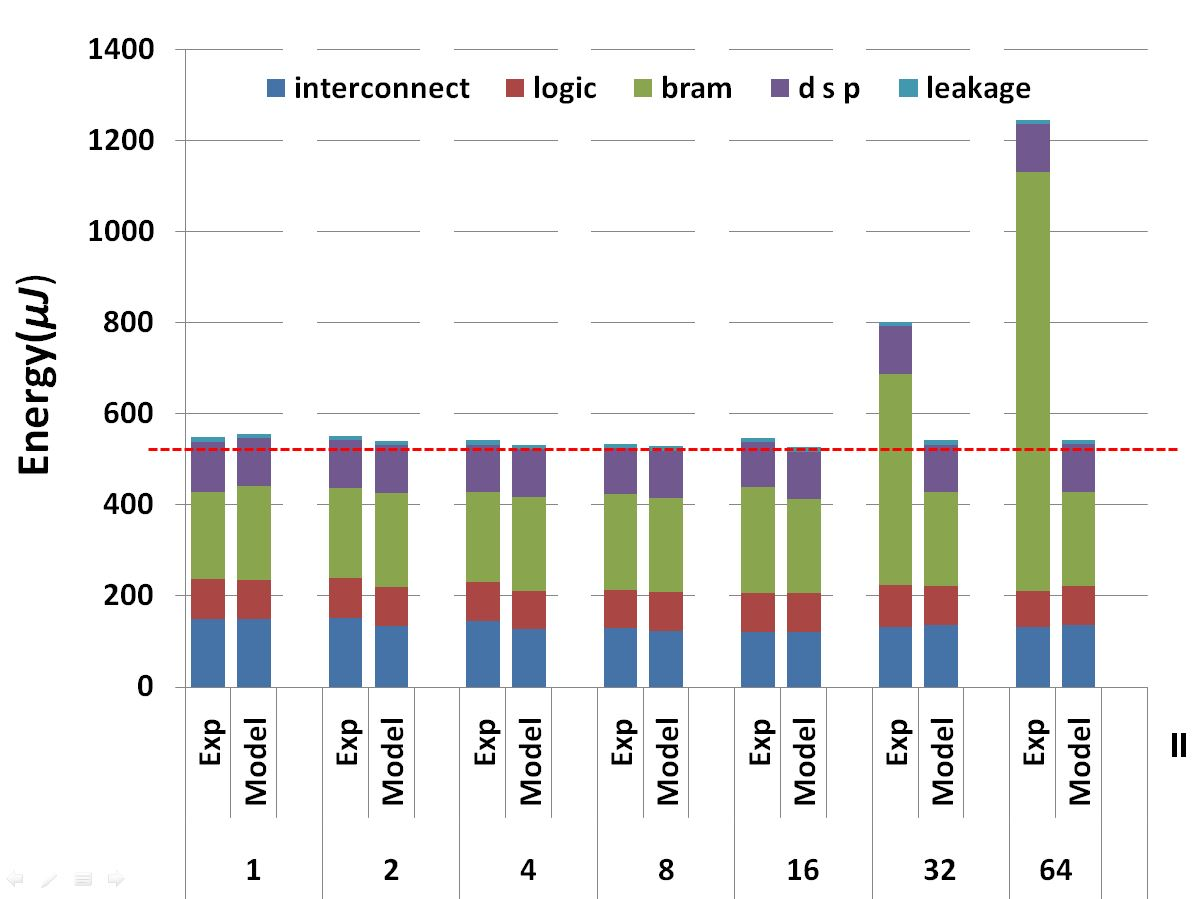 1400
interconnect logic bram d s p leakage
1200
1000
800
600
400
200
0
Energy(μJ)
Exp Model Exp Model Exp Model Exp Model Exp Model Exp Model Exp Model
II
1 2 4 8 16 32 64